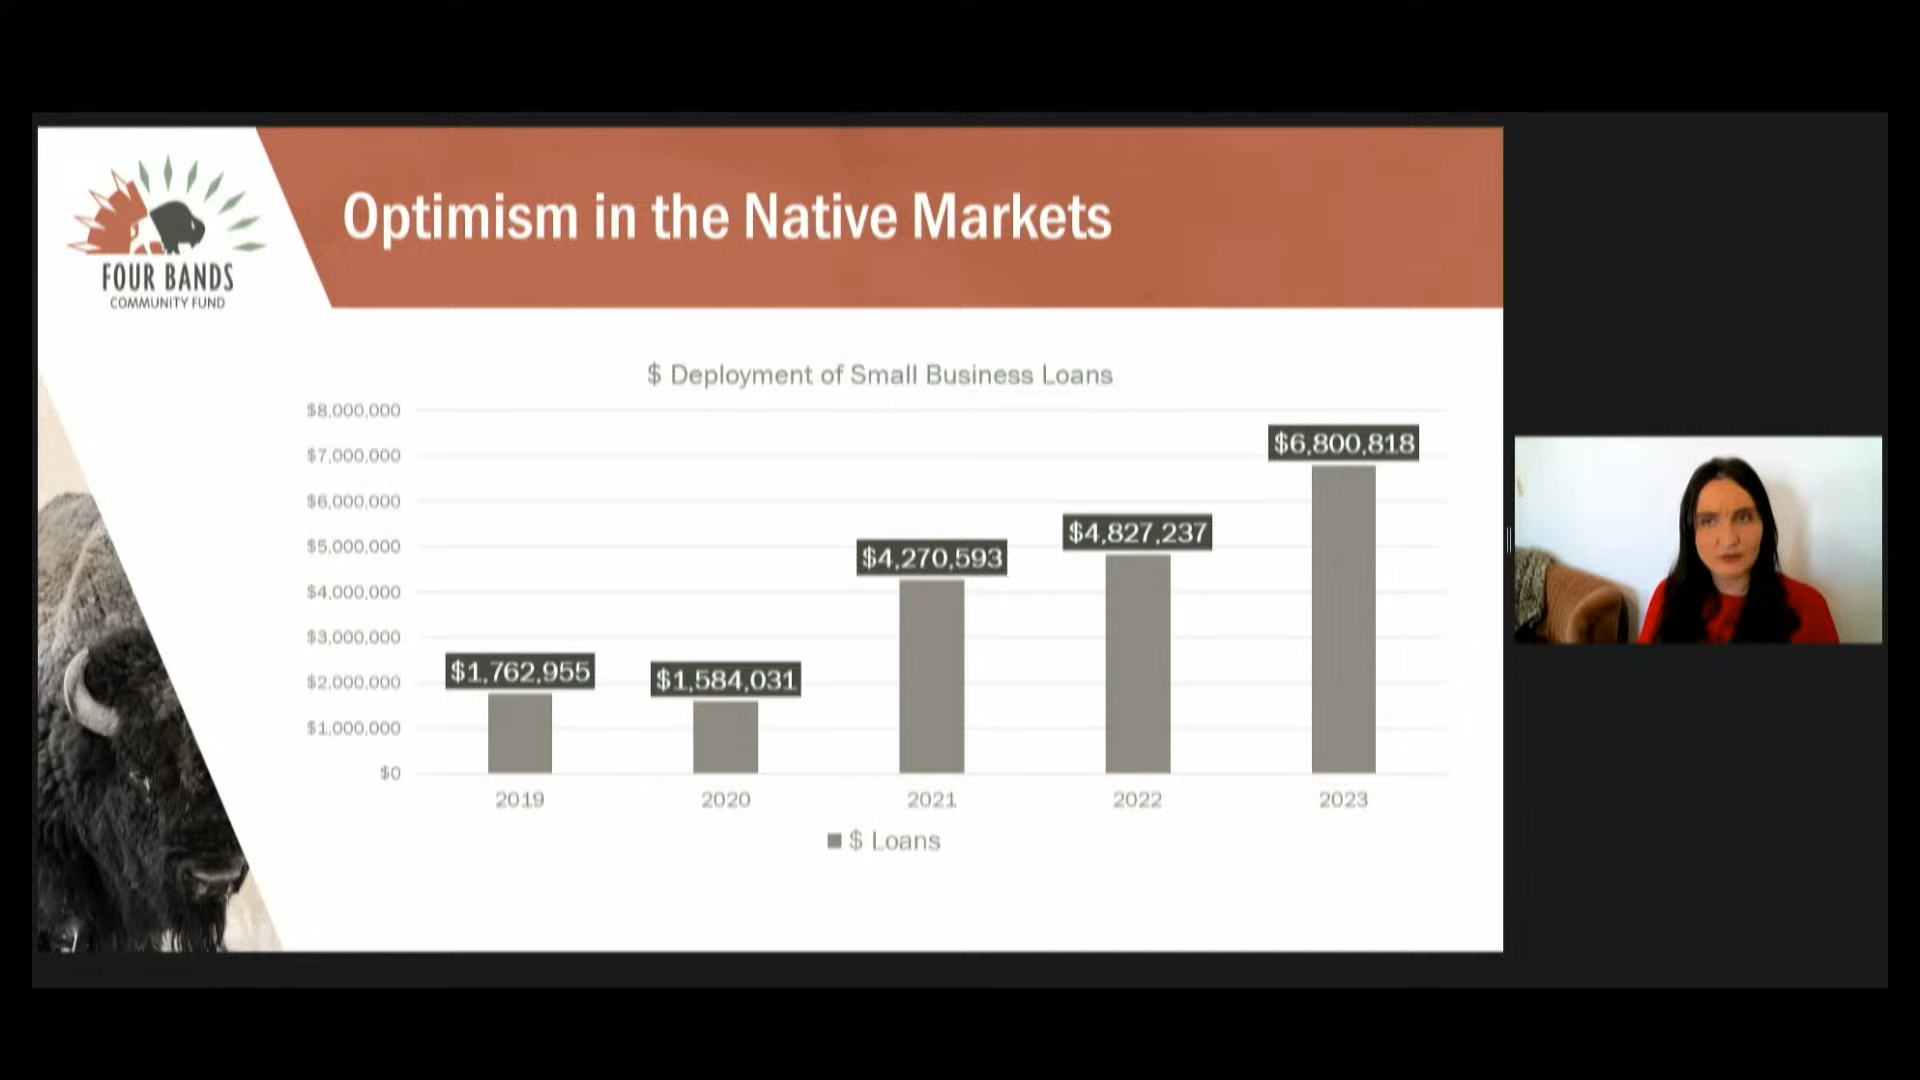 FOUR BANDS
COMMUNITY FUND
Optimism in the Native Markets
$ Deployment of Small Business Loans
$8,000,000
$7,000,000
$6,000,000
$5,000,000
$4,000,000
$3,000,000
$2,000,000
$1,000,000
$0
$1,762,955
$1,584,031
$4,270,593
$4,827,237
$6,800,818
2019 2020 2021 2022 2023
$ Loans